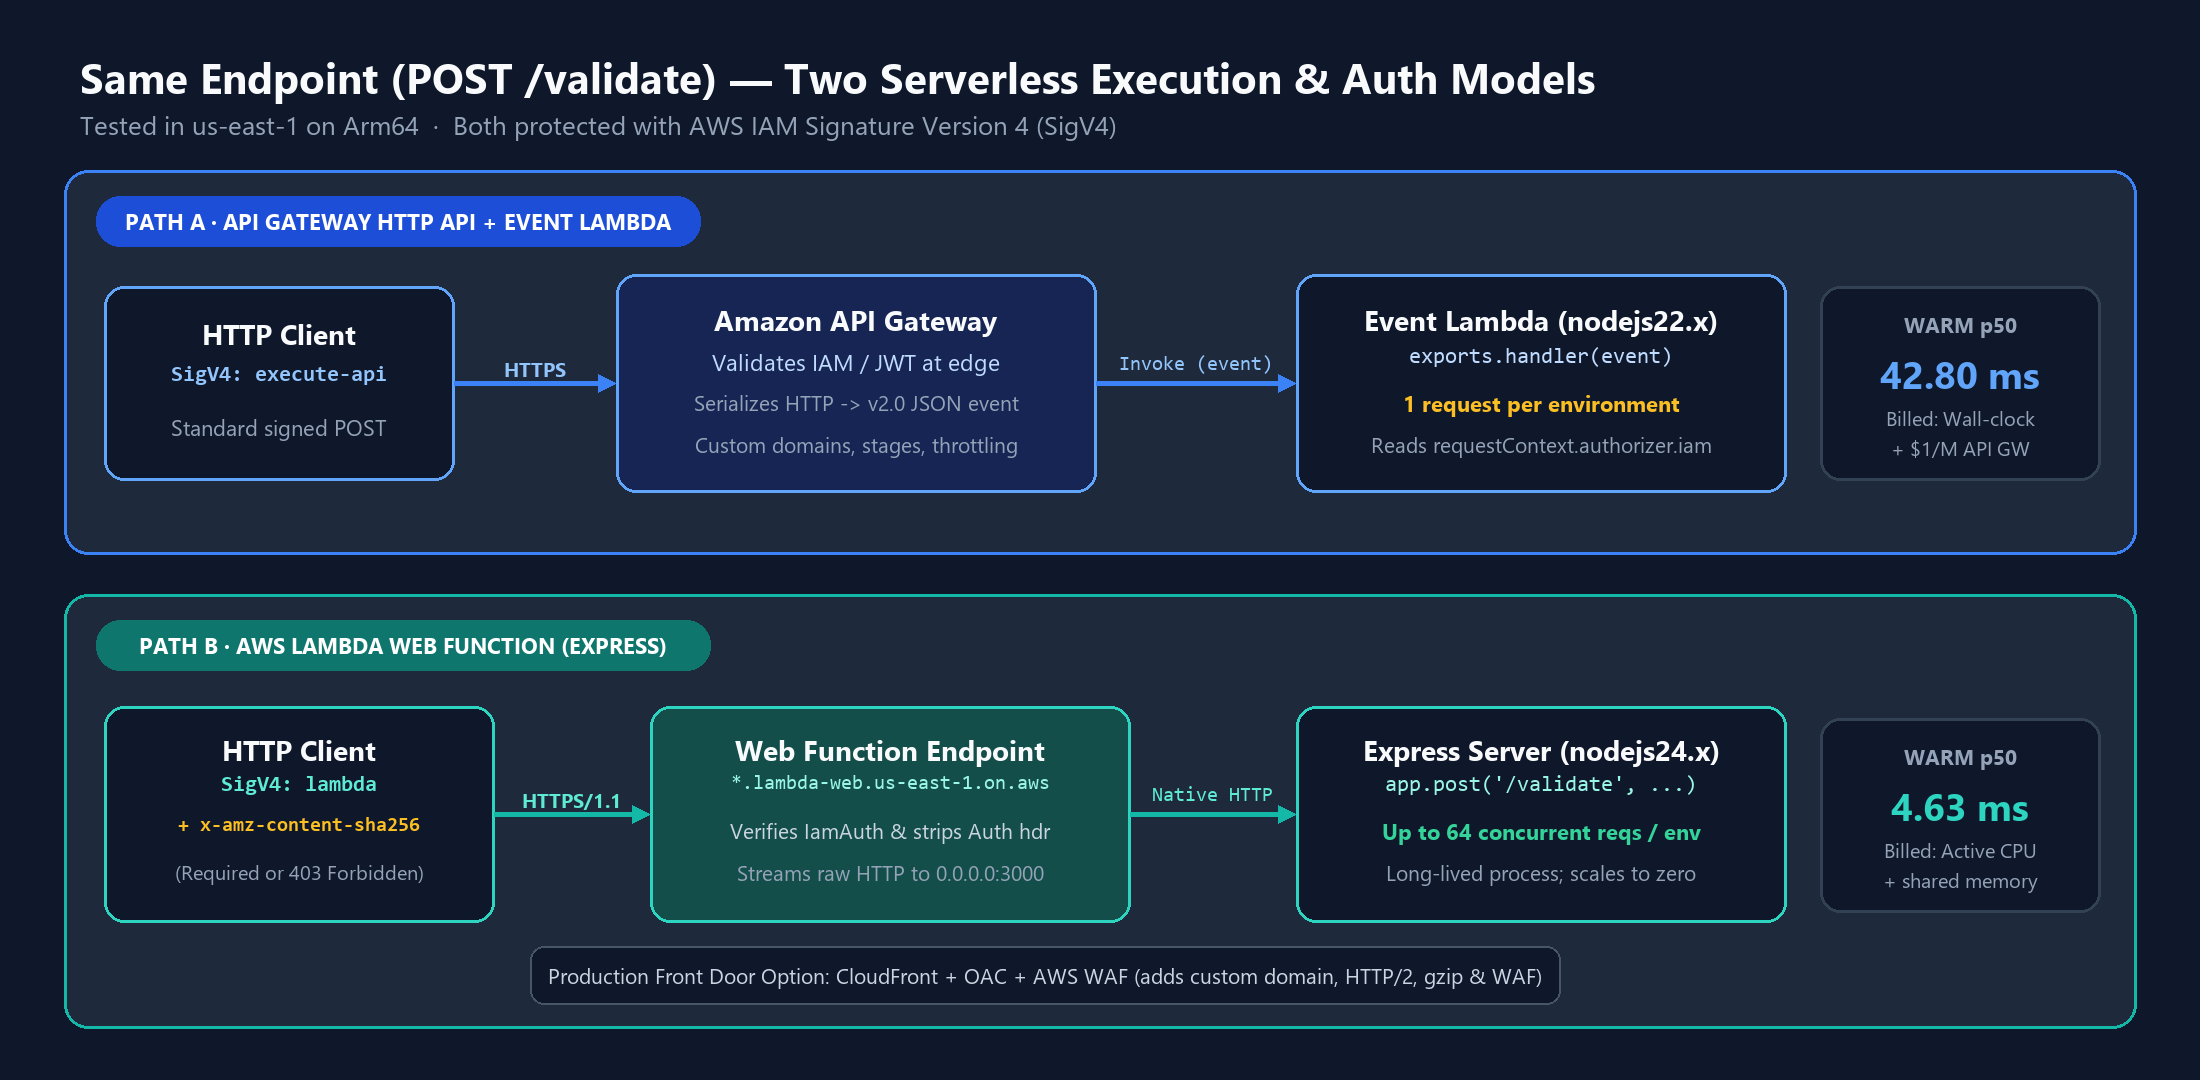 Same Endpoint (POST /validate) — Two Serverless Execution & Auth Models
Tested in us-east-1 on Arm64 · Both protected with AWS IAM Signature Version 4 (SigV4)
PATH A · API GATEWAY HTTP API + EVENT LAMBDA
HTTP Client
SigV4: execute-api
Standard signed POST
HTTPS
Amazon API Gateway
Validates IAM / JWT at edge
Serializes HTTP -> v2.0 JSON event
Custom domains, stages, throttling
Invoke (event)
Event Lambda (nodejs22.x)
exports.handler(event)
1 request per environment
Reads requestContext.authorizer.iam
WARM p50
42.80 ms
Billed: Wall-clock
+ $1/M API GW
PATH B · AWS LAMBDA WEB FUNCTION (EXPRESS)
HTTP Client
SigV4: lambda
+ x-amz-content-sha256
(Required or 403 Forbidden)
HTTPS/1.1
Web Function Endpoint
*.lambda-web.us-east-1.on.aws
Verifies IamAuth & strips Auth hdr
Streams raw HTTP to 0.0.0.0:3000
Native HTTP
Express Server (nodejs24.x)
app.post('/validate', ...)
Up to 64 concurrent reqs / env
Long-lived process; scales to zero
WARM p50
4.63 ms
Billed: Active CPU
+ shared memory
Production Front Door Option: CloudFront + OAC + AWS WAF (adds custom domain, HTTP/2, gzip & WAF)